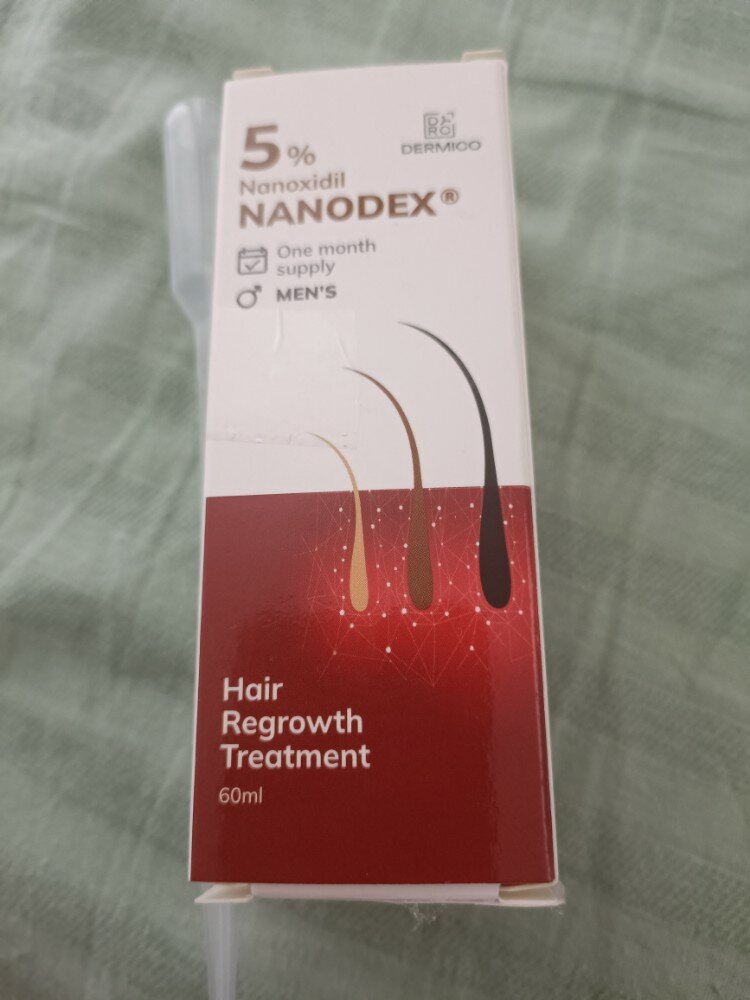 5%
DERMICO
Nanoxidil
NANODEX®
One month
supply
MEN'S
Hair
Regrowth
Treatment
60ml